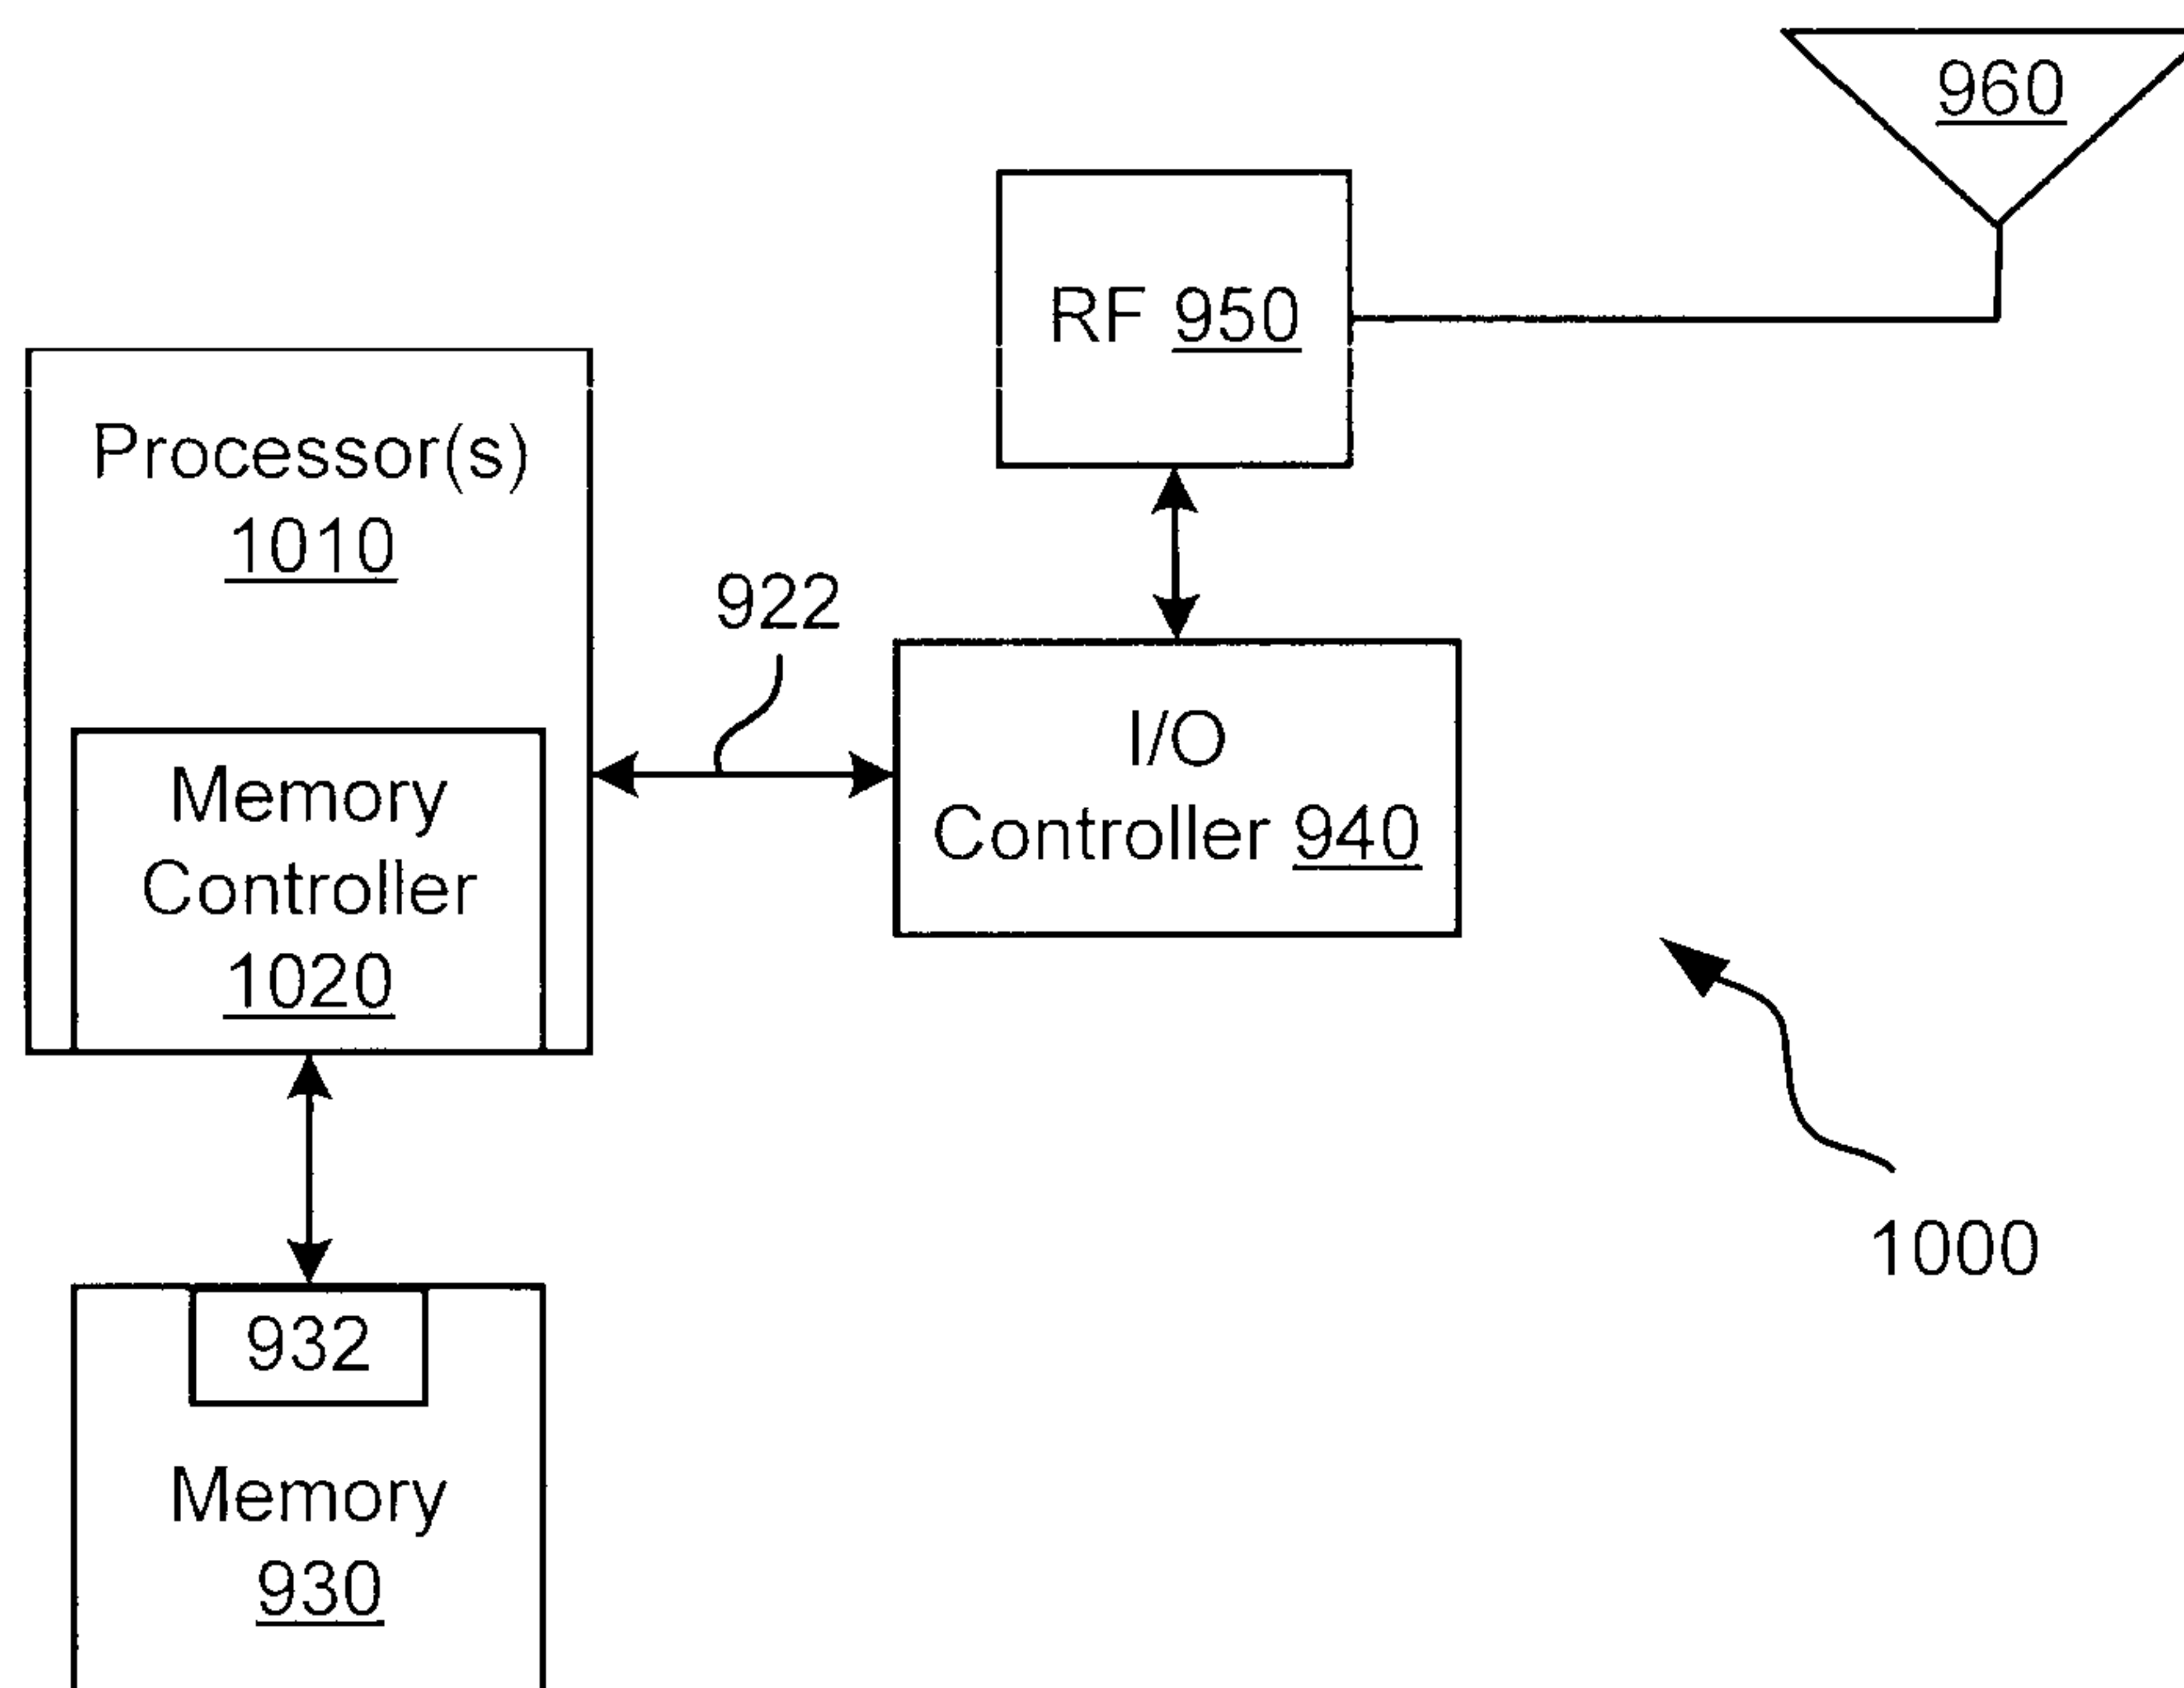 960
RF 950
Processor(s)
1010
922
I/O
Controller 940
Memory
Controller
1020
1000
932
Memory
930